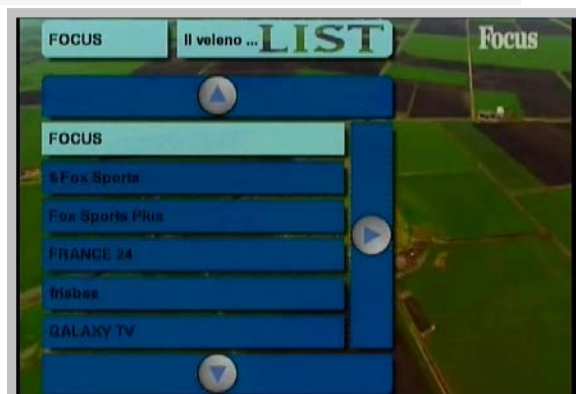 FOCUS Il veleno ... LIST Focus
FOCUS
$ Fox Sports
Fox Sports Plus
FRANCE 24
frisbee
GALAXY TV